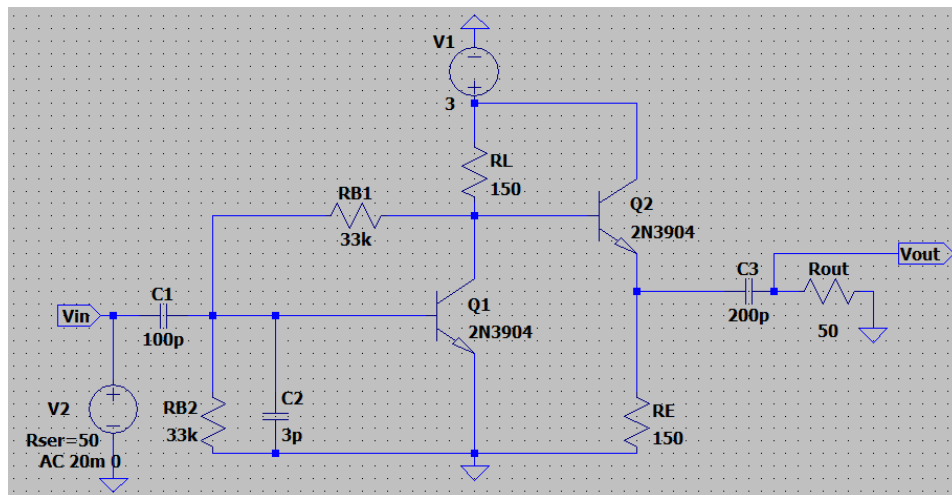 V1
3
RL
150
RB1
33k
Q2
2N3904
Vout
C3
200p
Rout
50
C1
100p
Vin
Q1
2N3904
V2
Rser=50
AC 20m 0
RB2
33k
C2
3p
RE
150